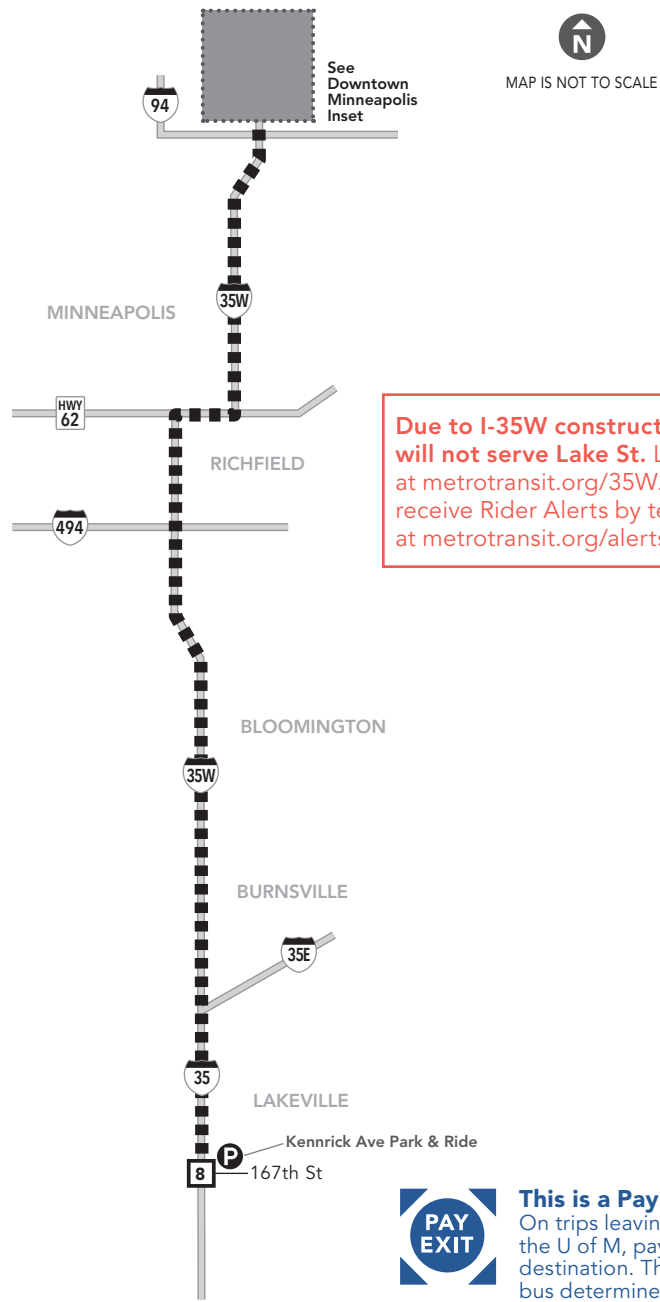 See
Downtown
Minneapolis
Inset
N
MAP IS NOT TO SCALE
94
35W
MINNEAPOLIS
HWY
62
RICHFIELD
Due to I-35W construct
will not serve Lake St. L
at metrotransit.org/35W.
receive Rider Alerts by te
at metrotransit.org/alerts
494
BLOOMINGTON
35W
BURNSVILLE
35E
35
LAKEVILLE
P
Kennrick Ave Park & Ride
8
167th St
PAY
EXIT
This is a Pay
On trips leavin
the U of M, pay
destination. Th
bus determine